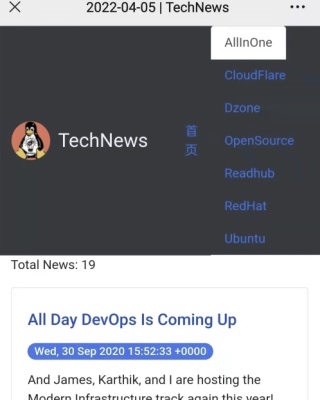 2022-04-05 | TechNews
TechNews
首
页
AllInOne
CloudFlare
Dzone
OpenSource
Readhub
RedHat
Ubuntu
Total News: 19
All Day DevOps Is Coming Up
Wed, 30 Sep 2020 15:52:33 +0000
And James, Karthik, and I are hosting the
Modern Infrastructure track again this year!